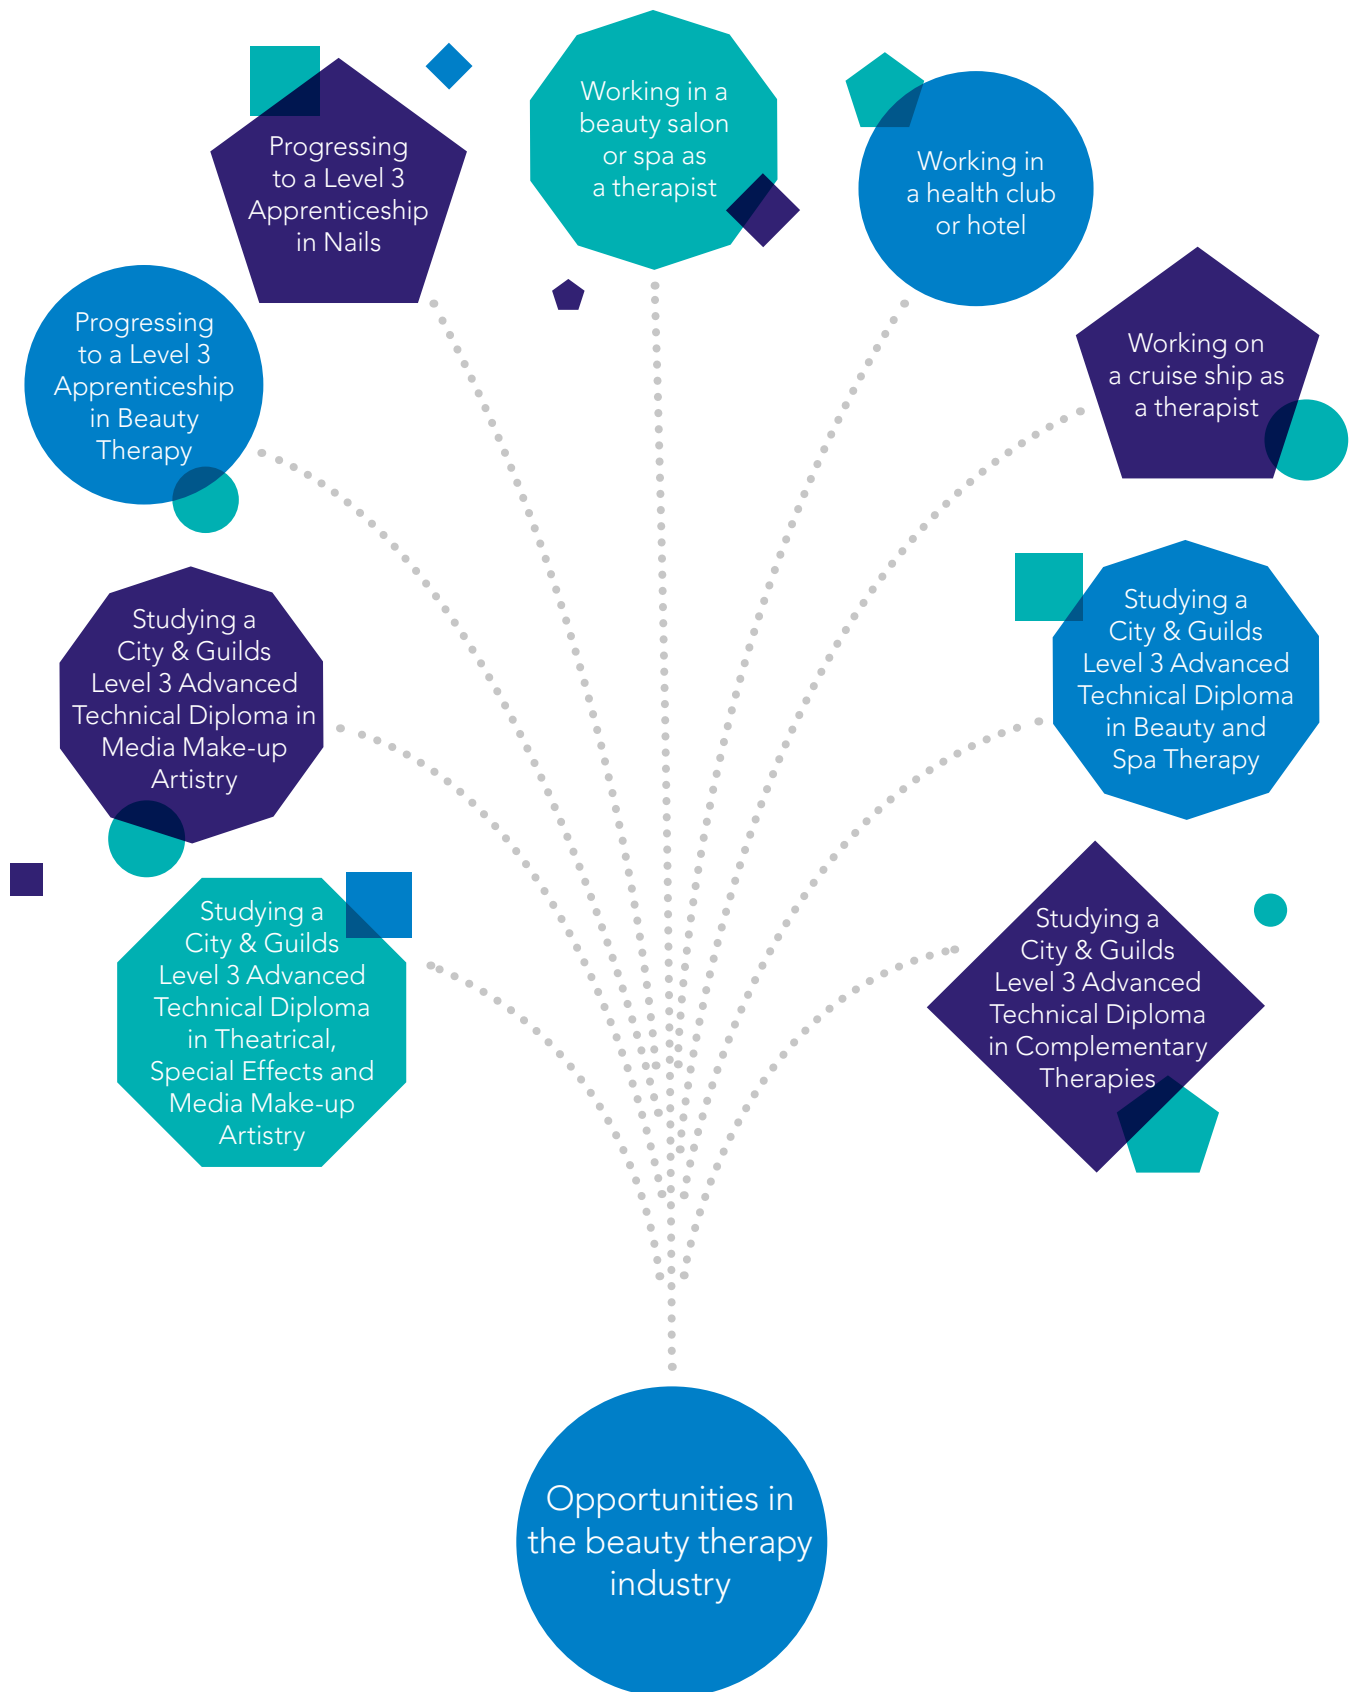 Working in a
beauty salon
or spa as
a therapist
Progressing
to a Level 3
Apprenticeship
in Nails
Working in
a health club
or hotel
Progressing
to a Level 3
Apprenticeship
in Beauty
Therapy
Working on
a cruise ship as
a therapist
Studying a
City & Guilds
Level 3 Advanced
Technical Diploma in
Media Make-up
Artistry
Studying a
City & Guilds
Level 3 Advanced
Technical Diploma
in Beauty and
Spa Therapy
Studying a
City & Guilds
Level 3 Advanced
Technical Diploma
in Theatrical,
Special Effects and
Media Make-up
Artistry
Studying a
City & Guilds
Level 3 Advanced
Technical Diploma
in Complementary
Therapies
Opportunities in
the beauty therapy
industry